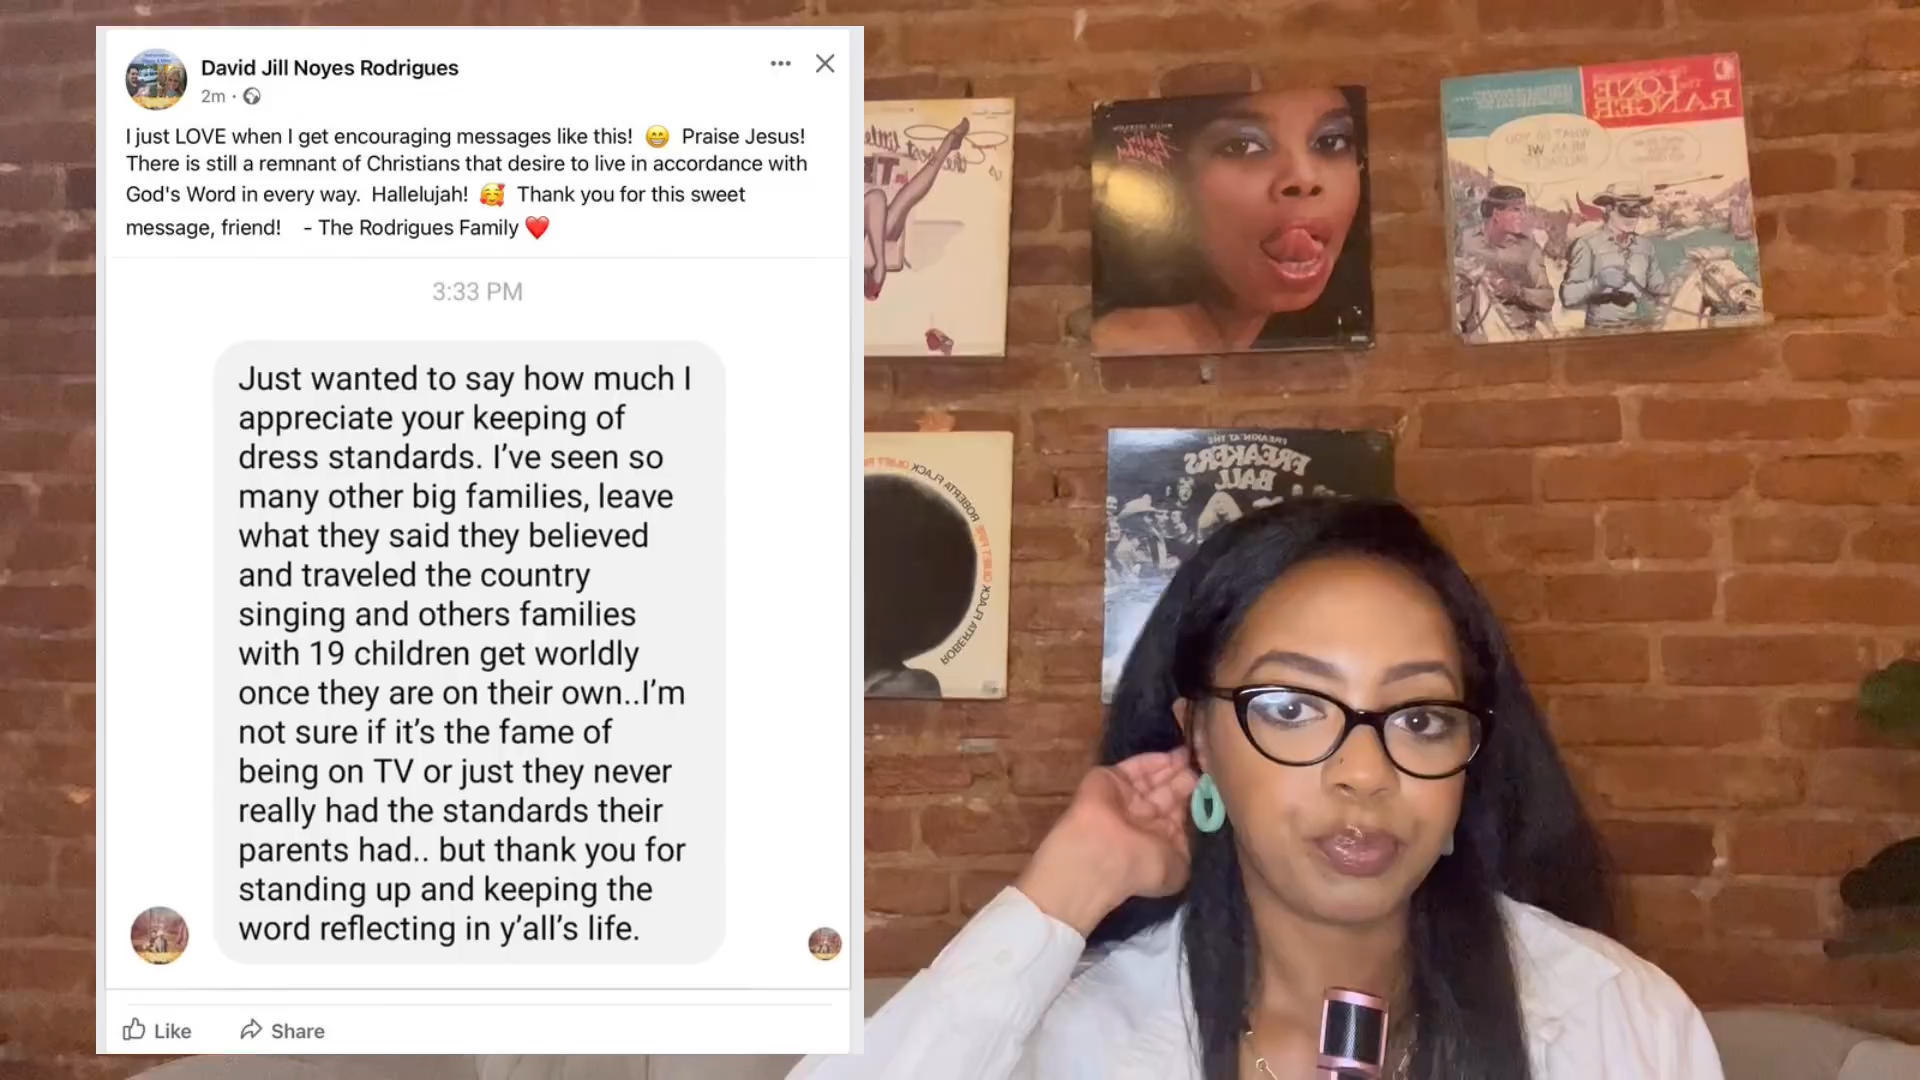 David Jill Noyes Rodrigues
2m
I just LOVE when I get encouraging messages like this! 😁 Praise Jesus!
There is still a remnant of Christians that desire to live in accordance with
God's Word in every way. Hallelujah! 🥰 Thank you for this sweet
message, friend! - The Rodrigues Family ❤️
3:33 PM
Just wanted to say how much I
appreciate your keeping of
dress standards. I've seen so
many other big families, leave
what they said they believed
and traveled the country
singing and others families
with 19 children get worldly
once they are on their own..I'm
not sure if it's the fame of
being on TV or just they never
really had the standards their
parents had.. but thank you for
standing up and keeping the
word reflecting in y'all's life.
Like
Share
THE LONE
RANGER
FREAKIN' AT THE
FREAKERS
BALL
ROBERTA FLACK QUIET FIRE
ROBERTA FLACK